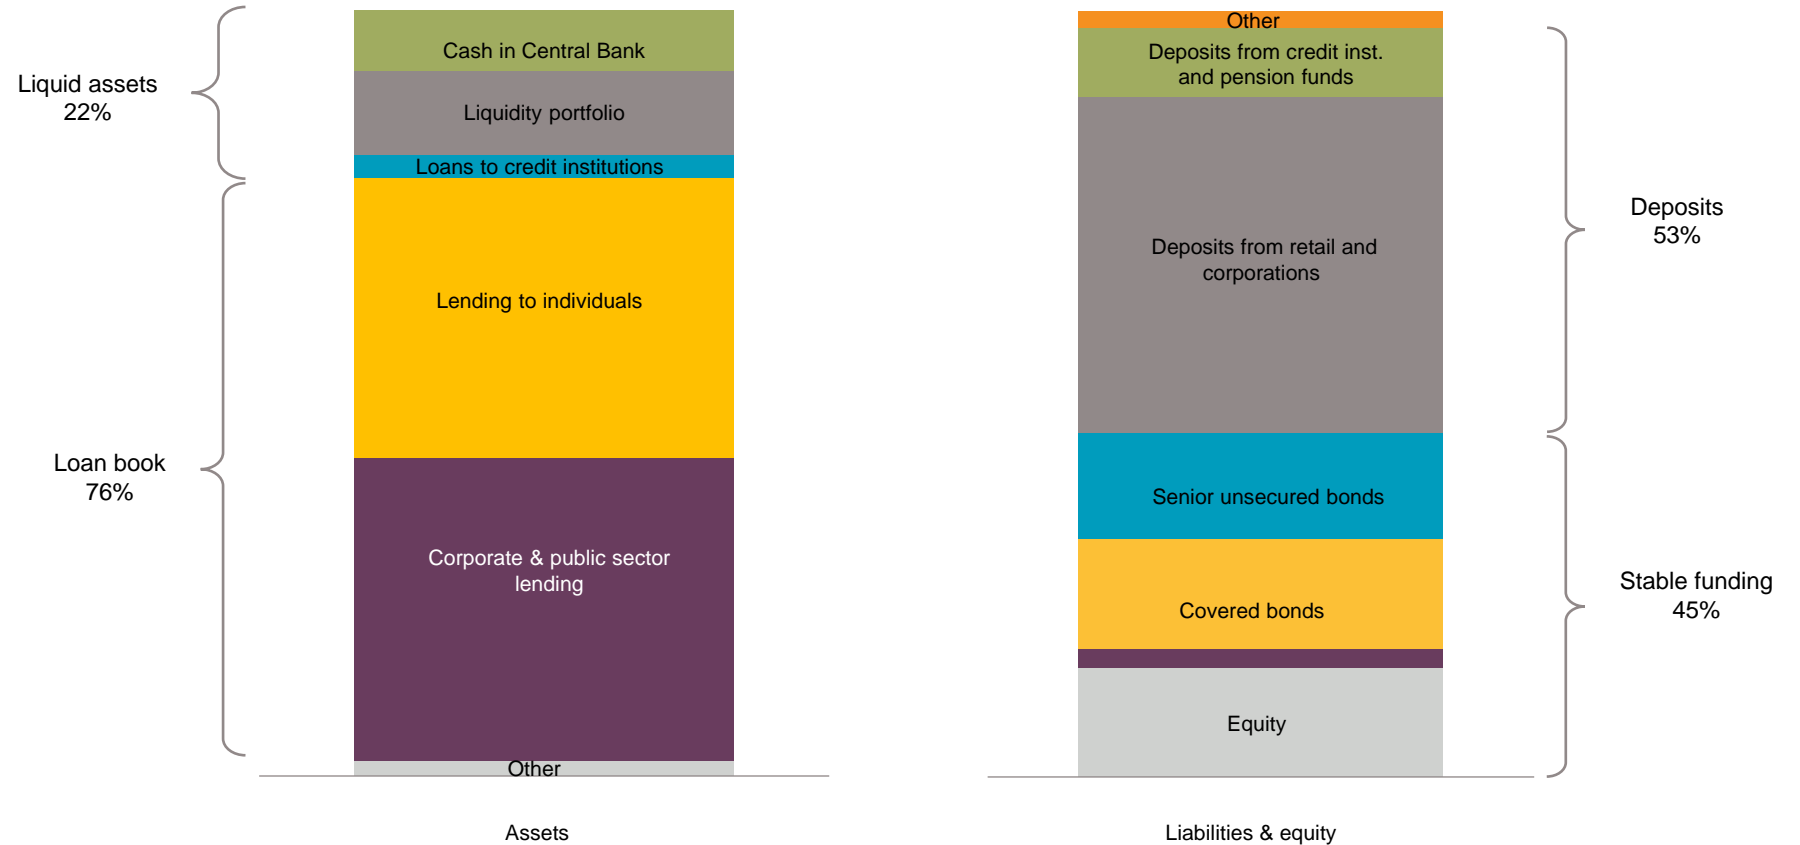 Liquid assets
22%
Loan book
76%
Cash in Central Bank
Liquidity portfolio
Loans to credit institutions
Lending to individuals
Corporate & public sector
lending
Other
Assets
Other
Deposits from credit inst.
and pension funds
Deposits from retail and
corporations
Senior unsecured bonds
Covered bonds
Equity
Liabilities & equity
Deposits
53%
Stable funding
45%